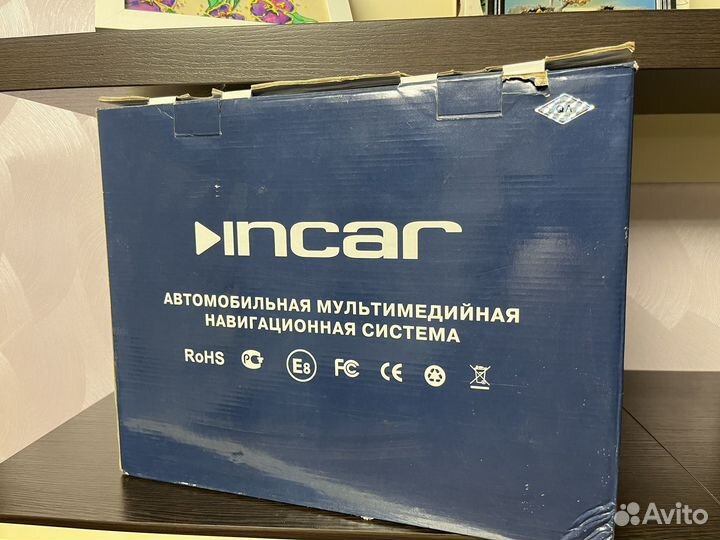 incar
АВТОМОБИЛЬНАЯ МУЛЬТИМЕДИЙНАЯ
НАВИГАЦИОННАЯ СИСТЕМА
RoHS E8 FC CE
Avito